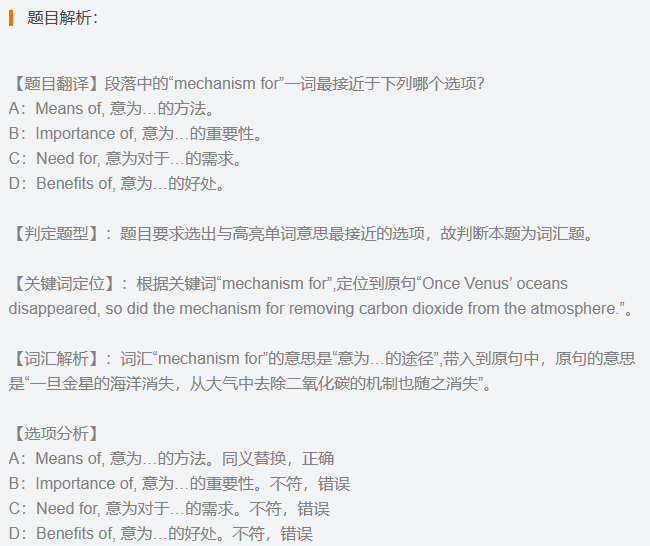 题目解析：
【题目翻译】段落中的“mechanism for”一词最接近于下列哪个选项？
A：Means of, 意为…的方法。
B：Importance of, 意为…的重要性。
C：Need for, 意为对于…的需求。
D：Benefits of, 意为…的好处。
【判定题型】：题目要求选出与高亮单词意思最接近的选项，故判断本题为词汇题。
【关键词定位】：根据关键词“mechanism for”,定位到原句“Once Venus’ oceans
disappeared, so did the mechanism for removing carbon dioxide from the atmosphere.”。
【词汇解析】：词汇“mechanism for”的意思是“意为…的途径”,带入到原句中，原句的意思
是“一旦金星的海洋消失，从大气中去除二氧化碳的机制也随之消失”。
【选项分析】
A：Means of, 意为…的方法。同义替换，正确
B：Importance of, 意为…的重要性。不符，错误
C：Need for, 意为对于…的需求。不符，错误
D：Benefits of, 意为…的好处。不符，错误